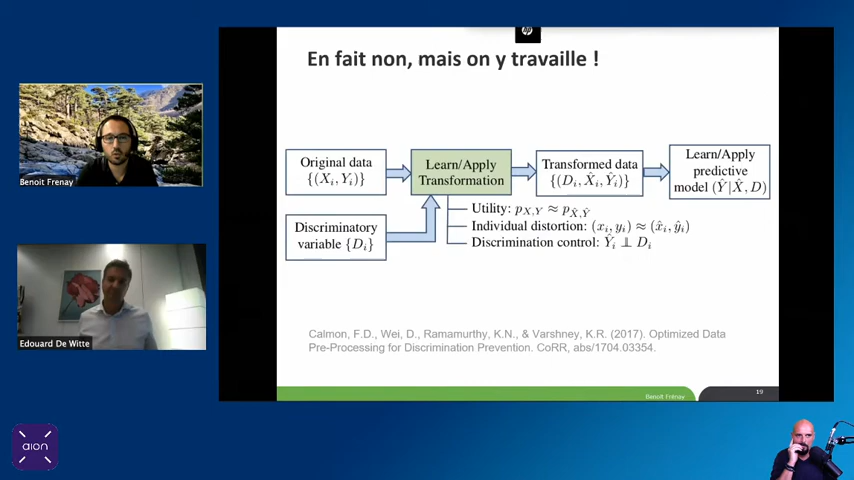 hp
En fait non, mais on y travaille !
Original data
{(Xᵢ, Yᵢ)}
Learn/Apply
Transformation
Transformed data
{(Dᵢ, X̂ᵢ, Ŷᵢ)}
Learn/Apply
predictive
model (Ŷ|X̂, D)
Discriminatory
variable {Dᵢ}
Utility: p_X,Y ≈ p_X̂,Ŷ
Individual distortion: (xᵢ, yᵢ) ≈ (x̂ᵢ, ŷᵢ)
Discrimination control: Ŷᵢ ⫫ Dᵢ
Calmon, F.D., Wei, D., Ramamurthy, K.N., & Varshney, K.R. (2017). Optimized Data
Pre-Processing for Discrimination Prevention. CoRR, abs/1704.03354.
Benoit Frénay
19
Benoit Frenay
Edouard De Witte
aion